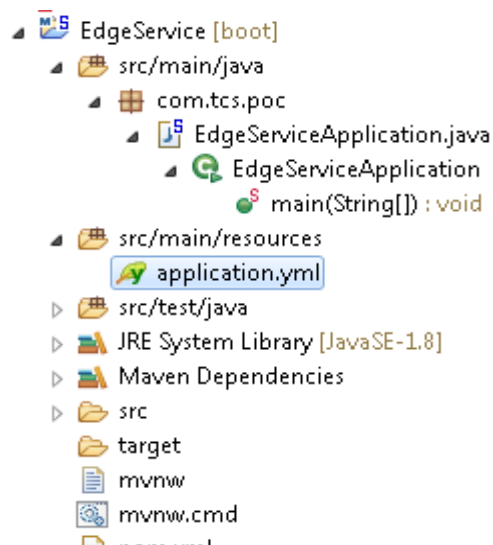 EdgeService [boot]
src/main/java
com.tcs.poc
EdgeServiceApplication.java
EdgeServiceApplication
main(String[]) : void
src/main/resources
application.yml
src/test/java
JRE System Library [JavaSE-1.8]
Maven Dependencies
src
target
mvnw
mvnw.cmd